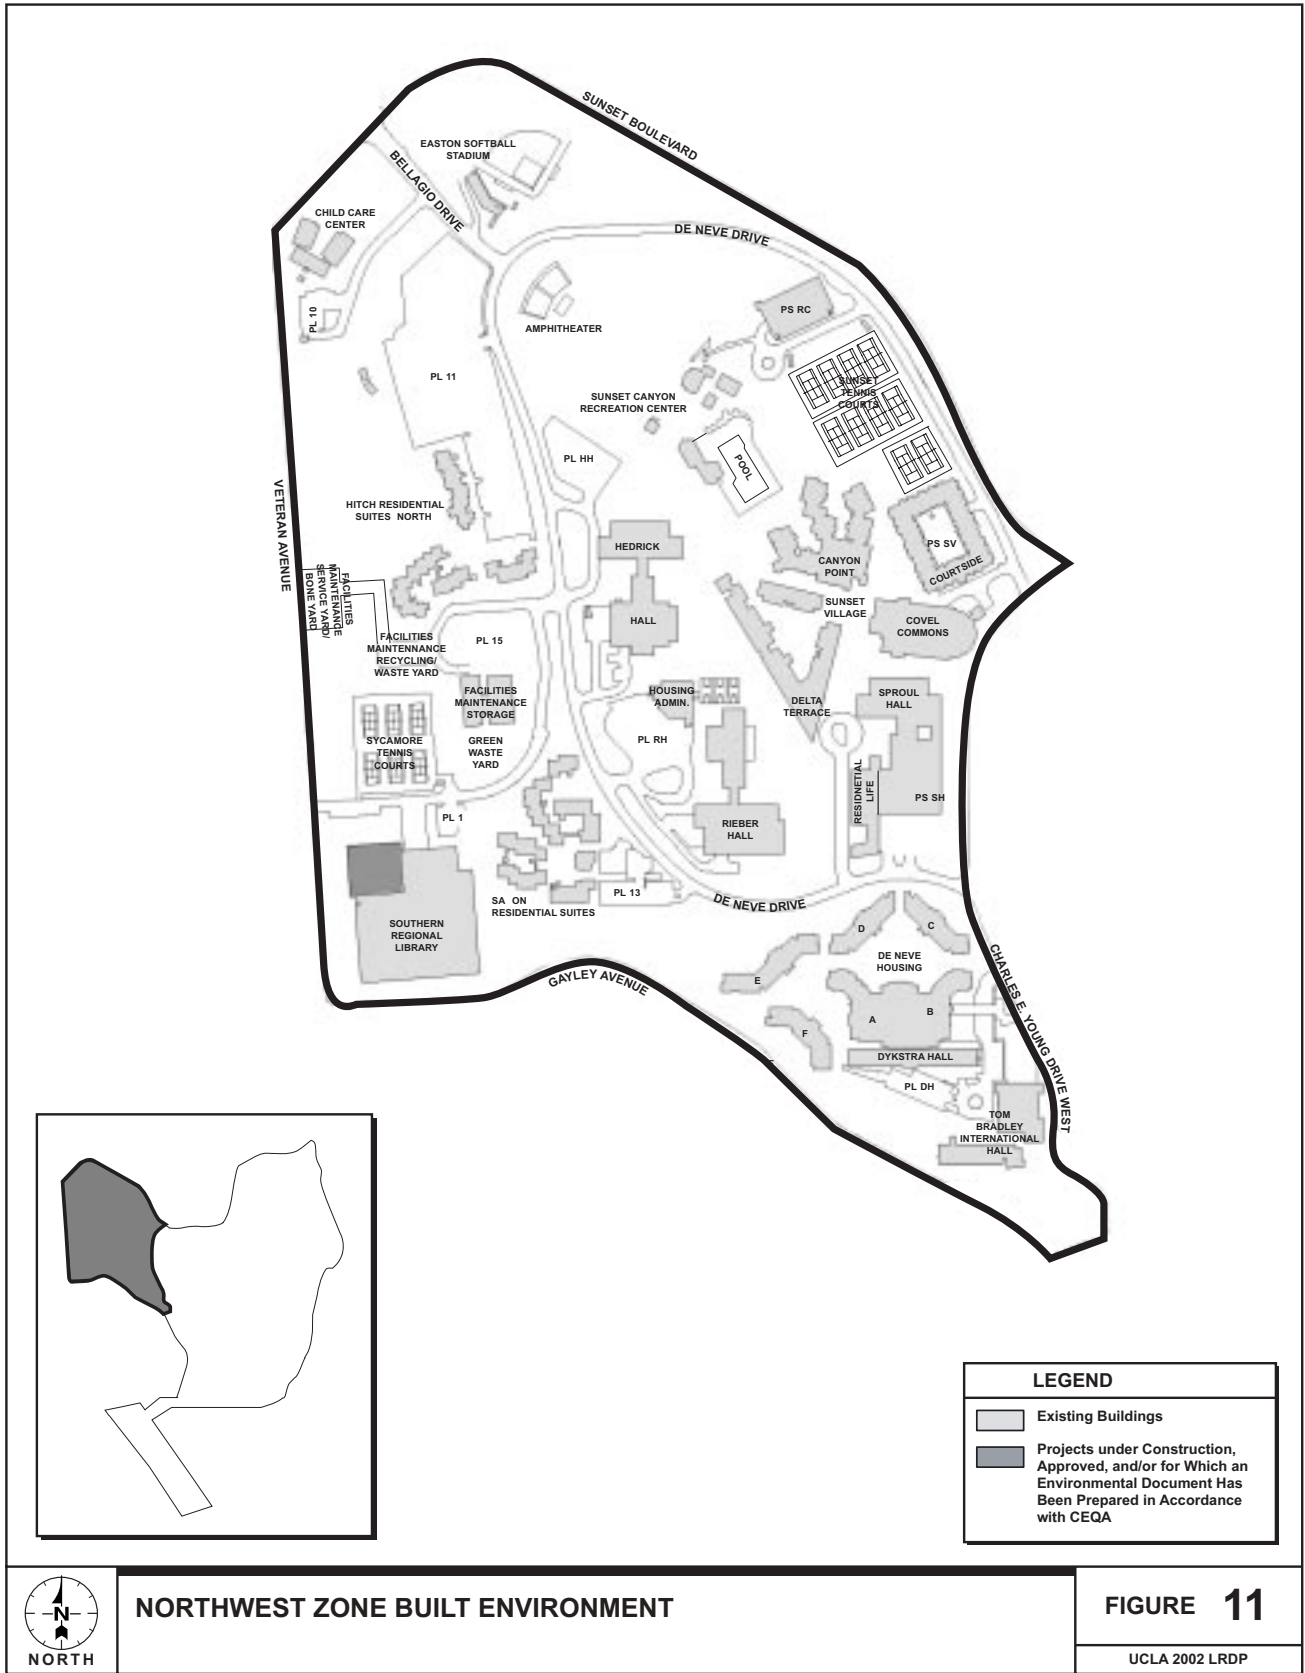 SUNSET BOULEVARD
EASTON SOFTBALL
STADIUM
BELLAGIO DRIVE
CHILD CARE
CENTER
DE NEVE DRIVE
PL 10
PS RC
AMPHITHEATER
PL 11
SUNSET
TENNIS
COURTS
SUNSET CANYON
RECREATION CENTER
PL HH
POOL
VETERAN AVENUE
HITCH RESIDENTIAL
SUITES NORTH
HEDRICK
HALL
CANYON
POINT
PS SV
COURTSIDE
SUNSET
VILLAGE
COVEL
COMMONS
FACILITIES
MAINTENANCE
SERVICE YARD/
BONE YARD
FACILITIES
MAINTENNANCE
RECYCLING/
WASTE YARD
PL 15
FACILITIES
MAINTENANCE
STORAGE
HOUSING
ADMIN.
DELTA
TERRACE
SPROUL
HALL
SYCAMORE
TENNIS
COURTS
GREEN
WASTE
YARD
PL RH
RESIDNETIAL
LIFE
PS SH
PL 1
RIEBER
HALL
SA ON
RESIDENTIAL SUITES
PL 13
DE NEVE DRIVE
SOUTHERN
REGIONAL
LIBRARY
D
C
DE NEVE
HOUSING
E
GAYLEY AVENUE
CHARLES E. YOUNG DRIVE WEST
A
B
F
DYKSTRA HALL
PL DH
TOM
BRADLEY
INTERNATIONAL
HALL
LEGEND
Existing Buildings
Projects under Construction,
Approved, and/or for Which an
Environmental Document Has
Been Prepared in Accordance
with CEQA
N
NORTH
NORTHWEST ZONE BUILT ENVIRONMENT
FIGURE 11
UCLA 2002 LRDP